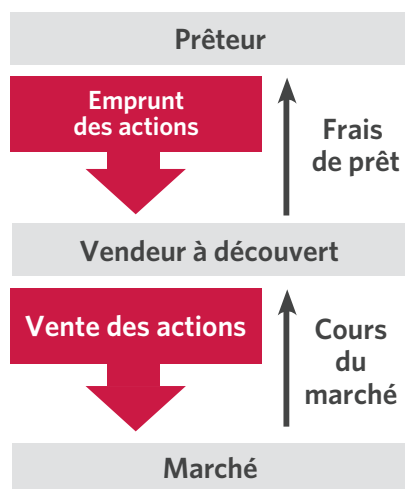 Prêteur
Emprunt
des actions
Frais
de prêt
Vendeur à découvert
Vente des actions
Cours
du
marché
Marché